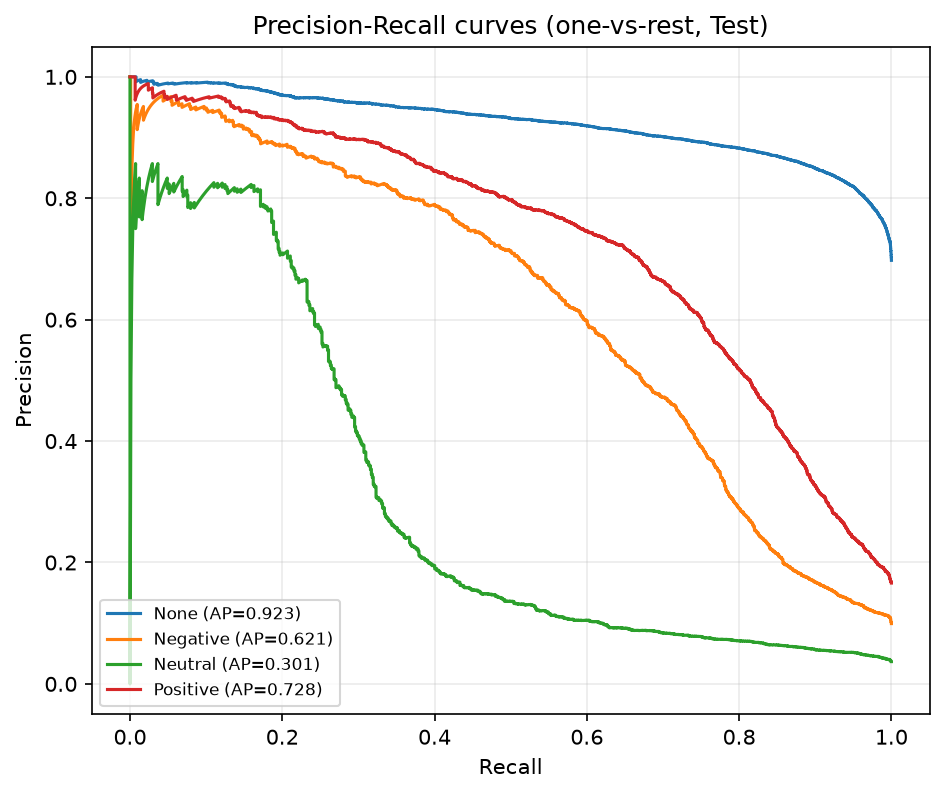 Precision-Recall curves (one-vs-rest, Test)
1.0
0.8
0.6
0.4
0.2
0.0
Precision
None (AP=0.923)
Negative (AP=0.621)
Neutral (AP=0.301)
Positive (AP=0.728)
0.0 0.2 0.4 0.6 0.8 1.0
Recall